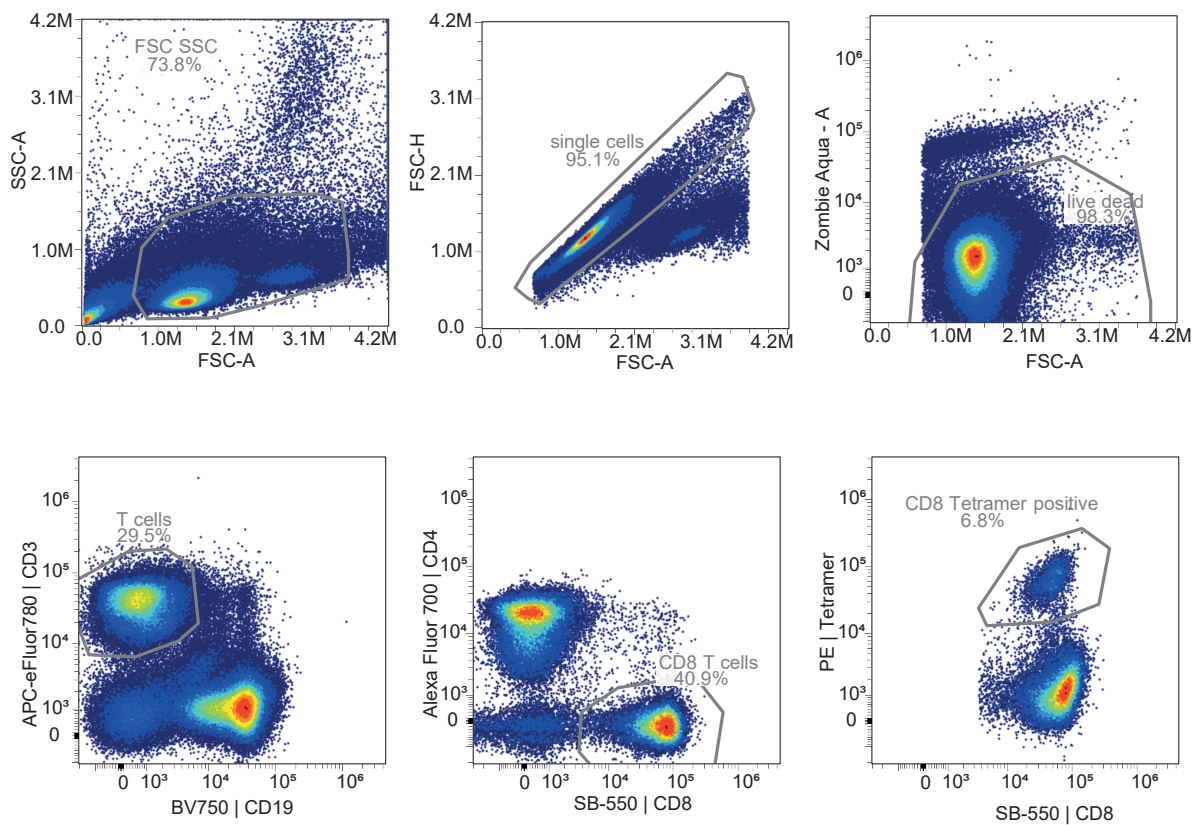 4.2M
3.1M
2.1M
1.0M
0.0
SSC-A
FSC SSC
73.8%
0.0 1.0M 2.1M 3.1M 4.2M
FSC-A
4.2M
3.1M
2.1M
1.0M
0.0
FSC-H
single cells
95.1%
0.0 1.0M 2.1M 3.1M 4.2M
FSC-A
10⁶
10⁵
10⁴
10³
0
Zombie Aqua - A
live dead
98.3%
0.0 1.0M 2.1M 3.1M 4.2M
FSC-A
10⁶
10⁵
10⁴
10³
0
APC-eFluor780 | CD3
T cells
29.5%
0 10³ 10⁴ 10⁵ 10⁶
BV750 | CD19
10⁶
10⁵
10⁴
10³
0
Alexa Fluor 700 | CD4
CD8 T cells
40.9%
0 10³ 10⁴ 10⁵ 10⁶
SB-550 | CD8
10⁶
10⁵
10⁴
10³
0
PE | Tetramer
CD8 Tetramer positive
6.8%
0 10³ 10⁴ 10⁵ 10⁶
SB-550 | CD8